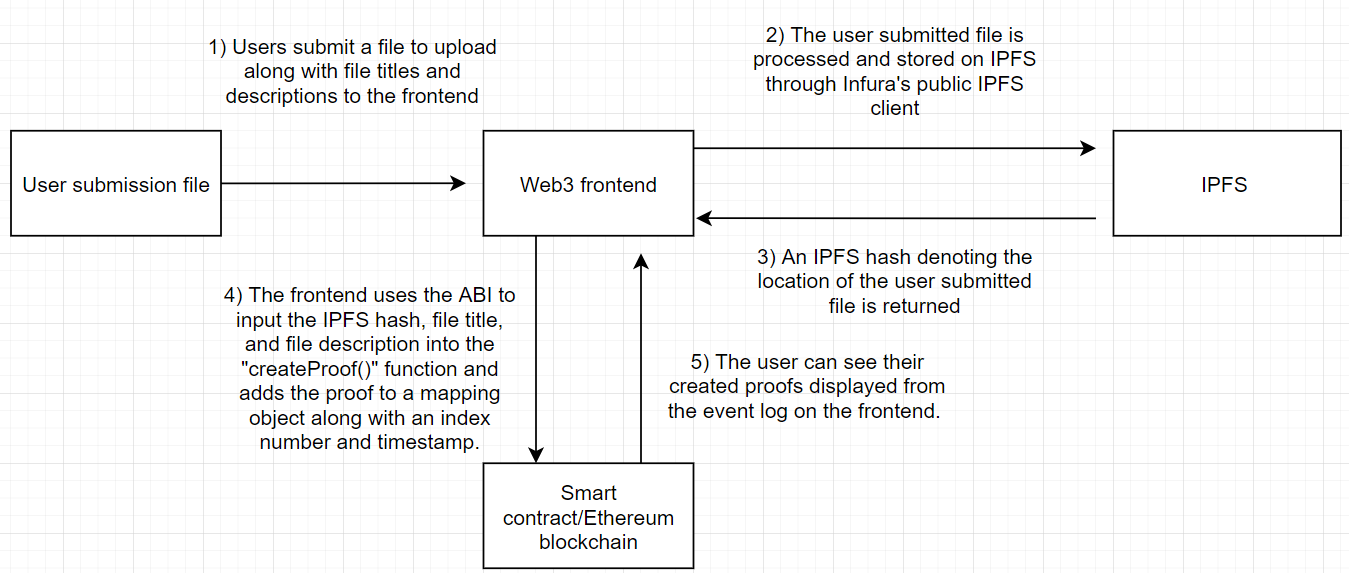 1) Users submit a file to upload
along with file titles and
descriptions to the frontend
2) The user submitted file is
processed and stored on IPFS
through Infura's public IPFS
client
User submission file
Web3 frontend
IPFS
3) An IPFS hash denoting the
location of the user submitted
file is returned
4) The frontend uses the ABI to
input the IPFS hash, file title,
and file description into the
"createProof()" function and
adds the proof to a mapping
object along with an index
number and timestamp.
5) The user can see their
created proofs displayed from
the event log on the frontend.
Smart
contract/Ethereum
blockchain